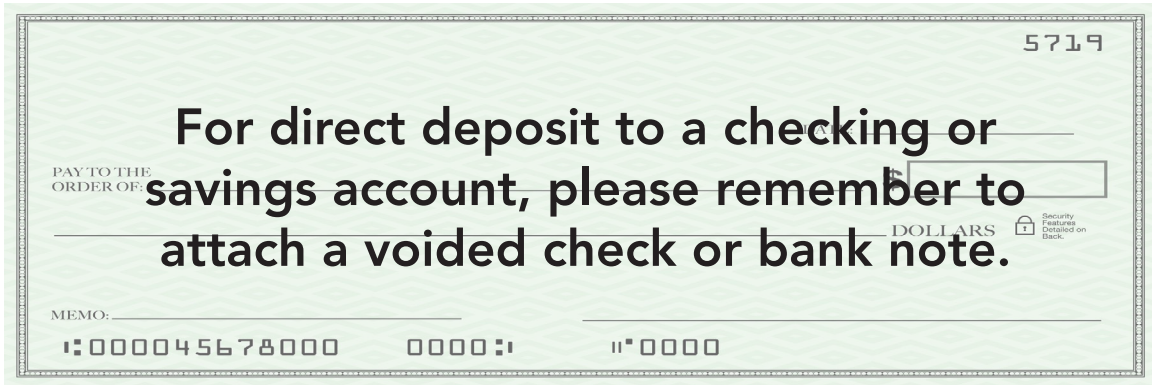 5719
DATE:
For direct deposit to a checking or
PAY TO THE
ORDER OF:
$
savings account, please remember to
DOLLARS
Security
Features
Detailed on
Back.
attach a voided check or bank note.
MEMO:
⑆000045678000 0000⑆ ⑈0000